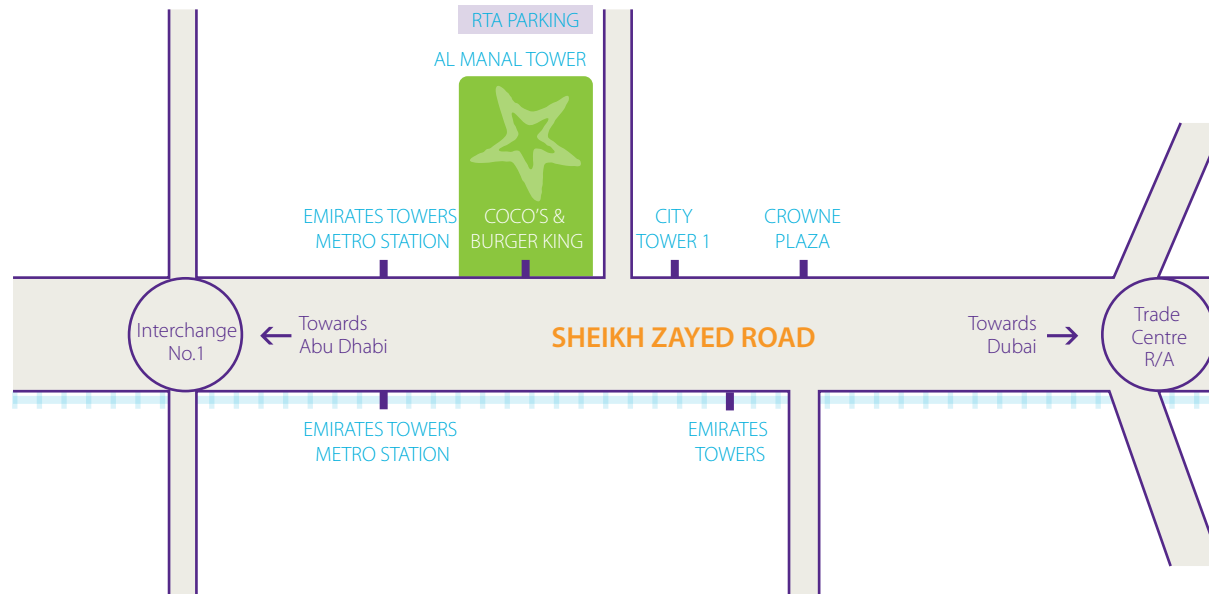 RTA PARKING
AL MANAL TOWER
EMIRATES TOWERS
METRO STATION
COCO'S &
BURGER KING
CITY
TOWER 1
CROWNE
PLAZA
Interchange
No.1
Towards
Abu Dhabi
SHEIKH ZAYED ROAD
Towards
Dubai
Trade
Centre
R/A
EMIRATES TOWERS
METRO STATION
EMIRATES
TOWERS